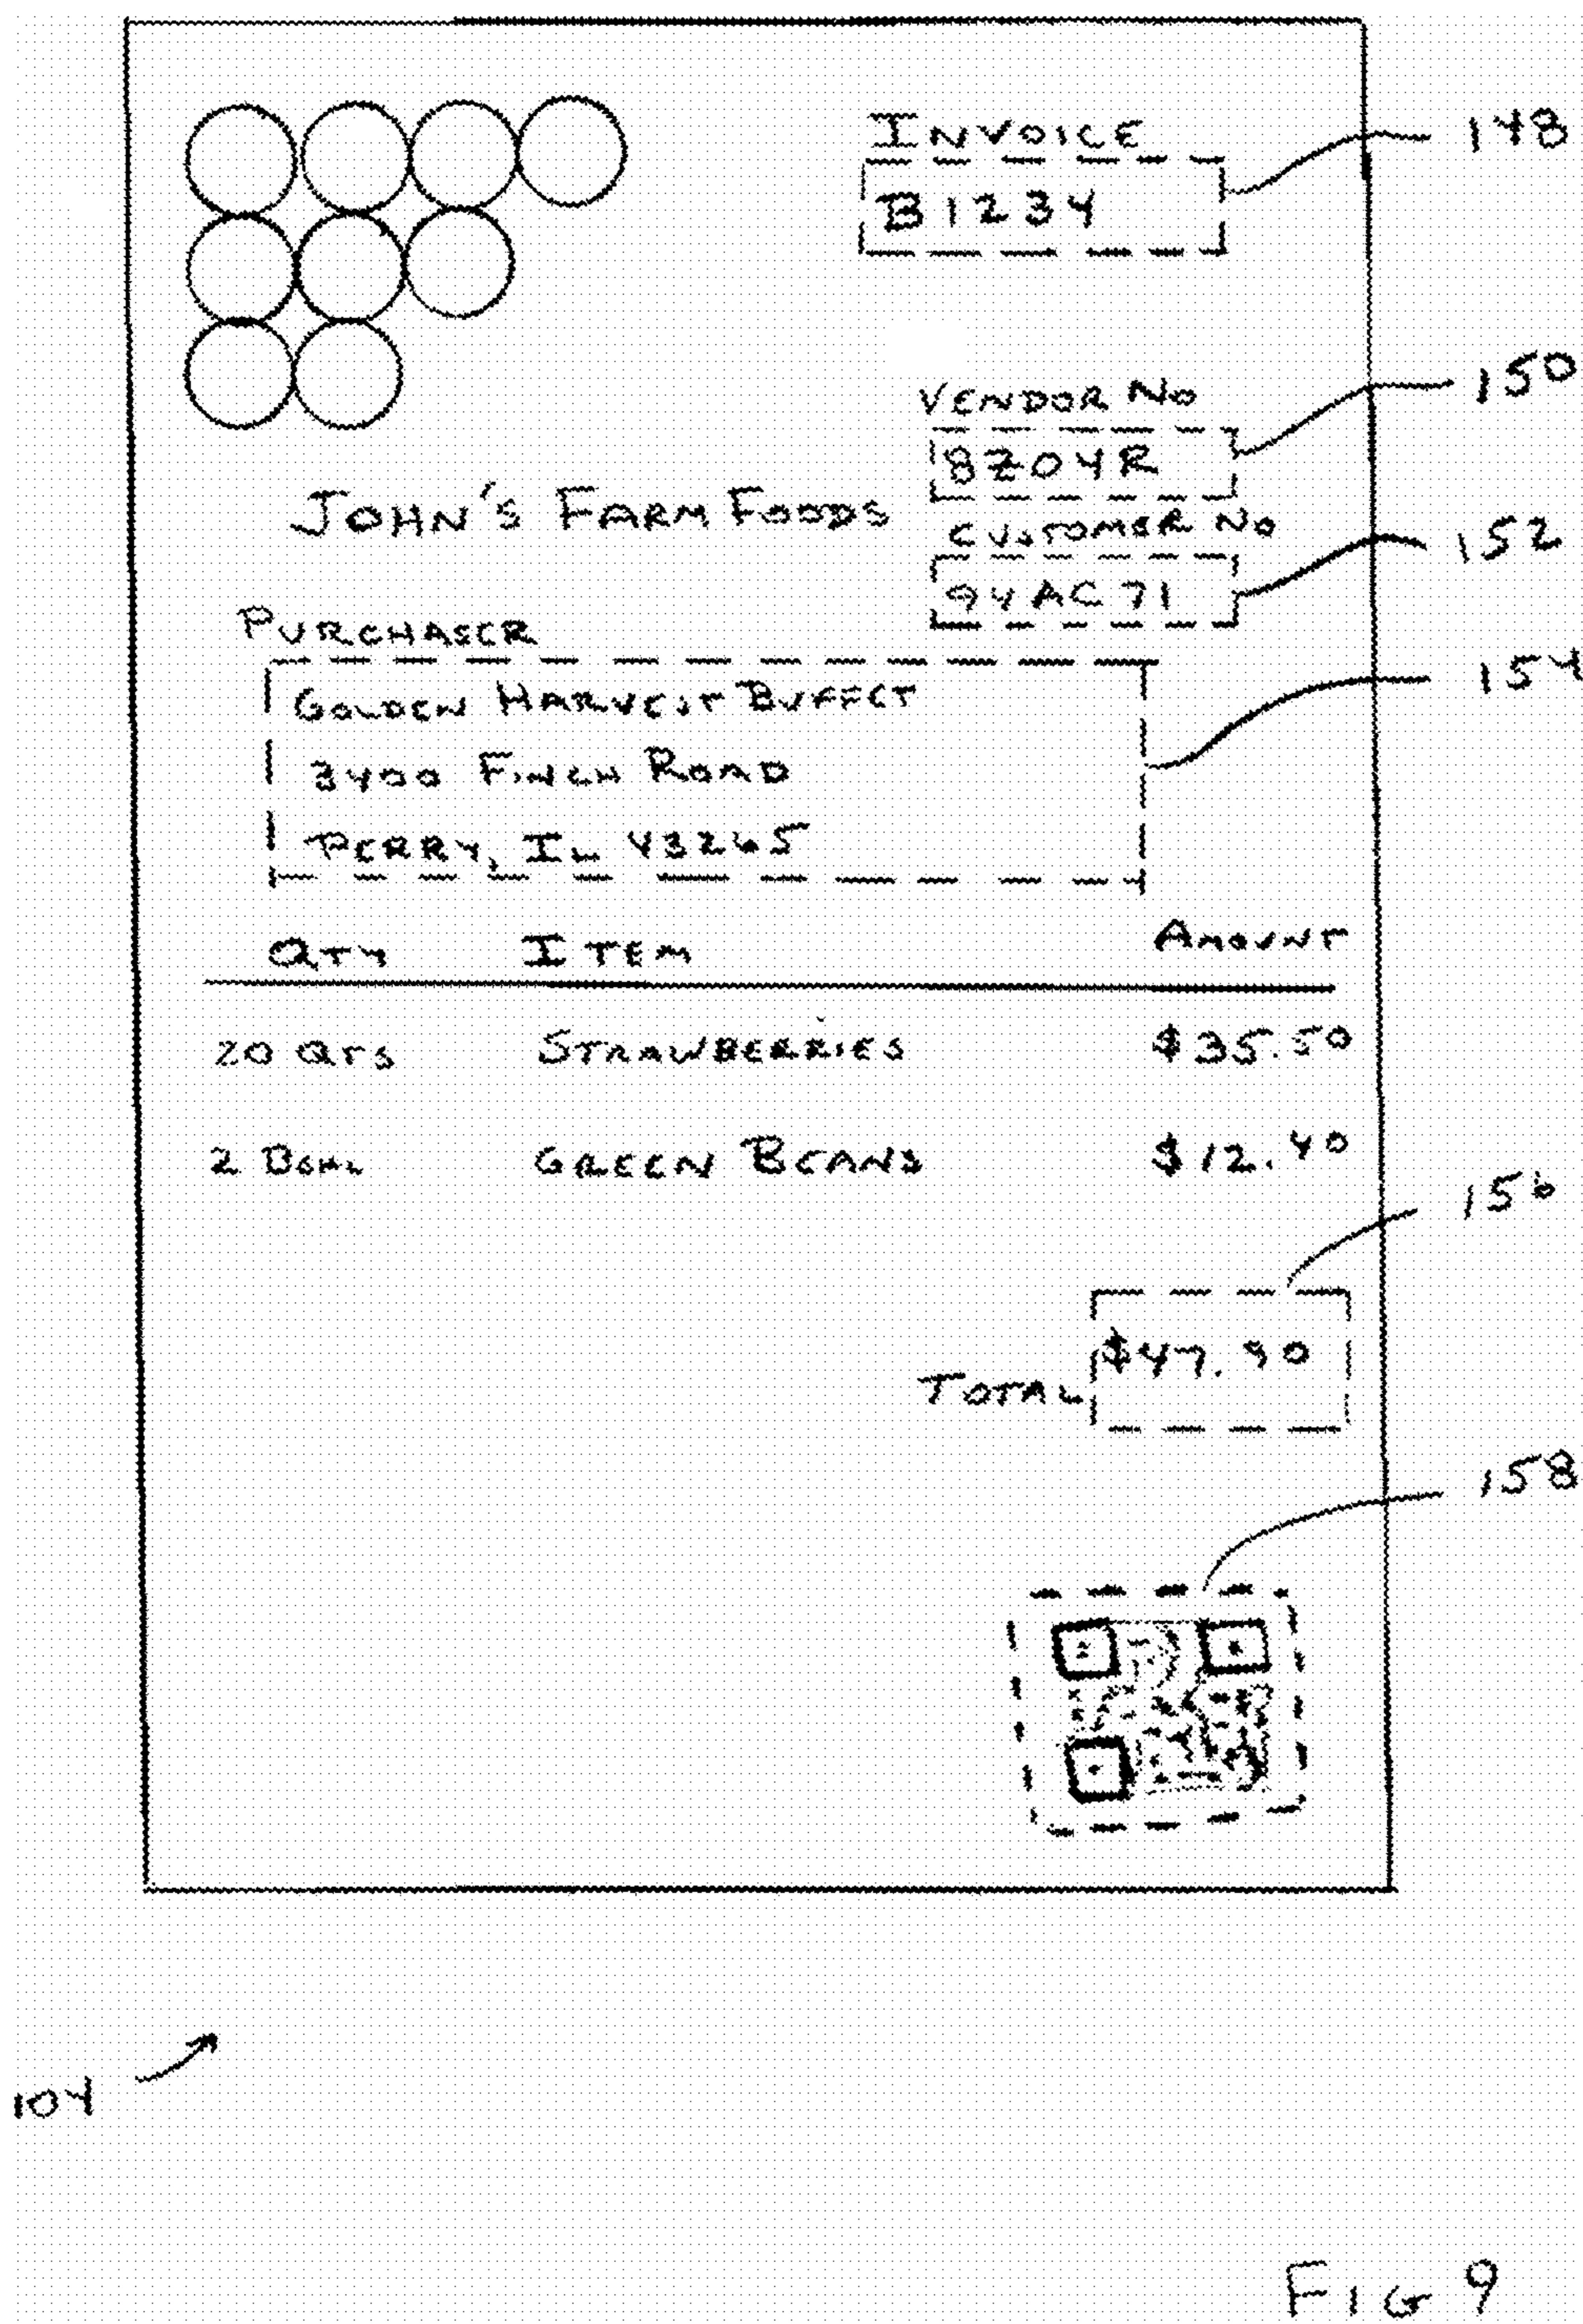 INVOICE
148
B1234
150
VENDOR NO
8Z04R
JOHN'S FARM FOODS
CUSTOMER NO
152
94AC71
PURCHASER
154
GOLDEN HARVEST BUFFET
3400 FINCH ROAD
PERRY, IL 43265
QTY ITEM AMOUNT
20 QTS STRAWBERRIES $35.50
2 BSHL GREEN BEANS $12.40
156
TOTAL $47.90
158
104
FIG 9